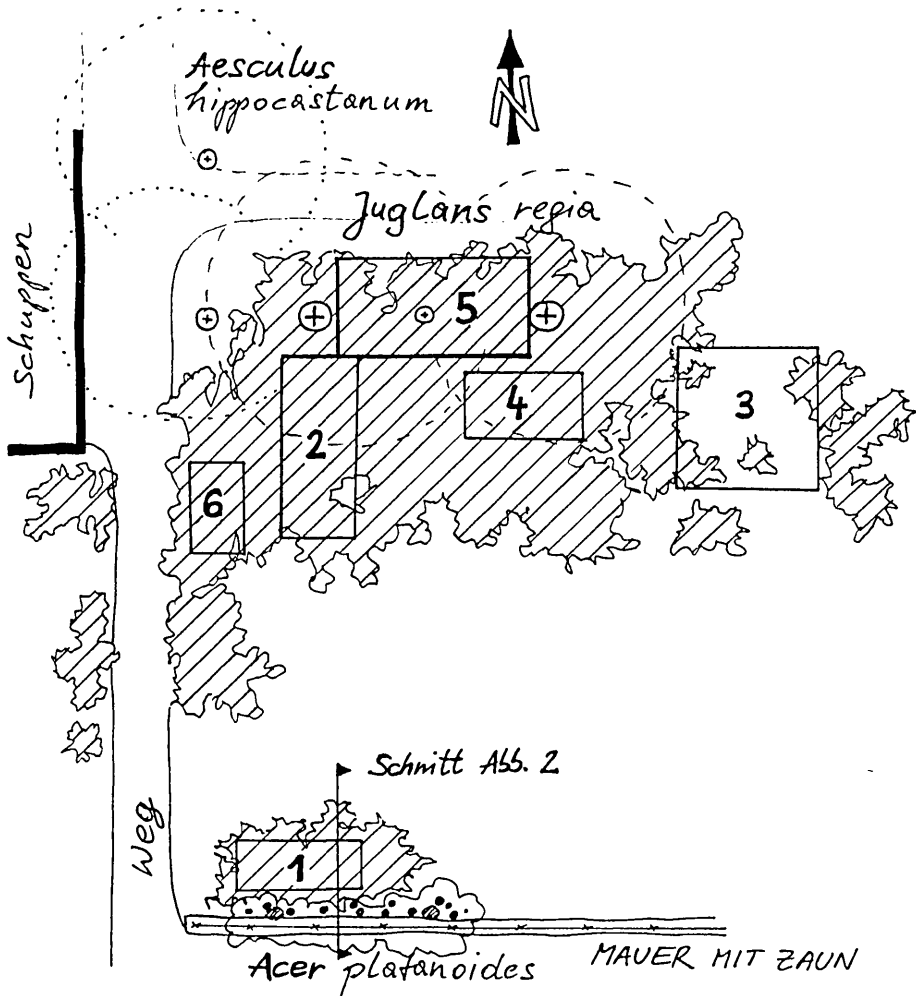 Aesculus
hippocastanum
N
Juglans regia
Schuppen
5
4
3
2
6
Schnitt Abb. 2
Weg
1
Acer platanoides
MAUER MIT ZAUN